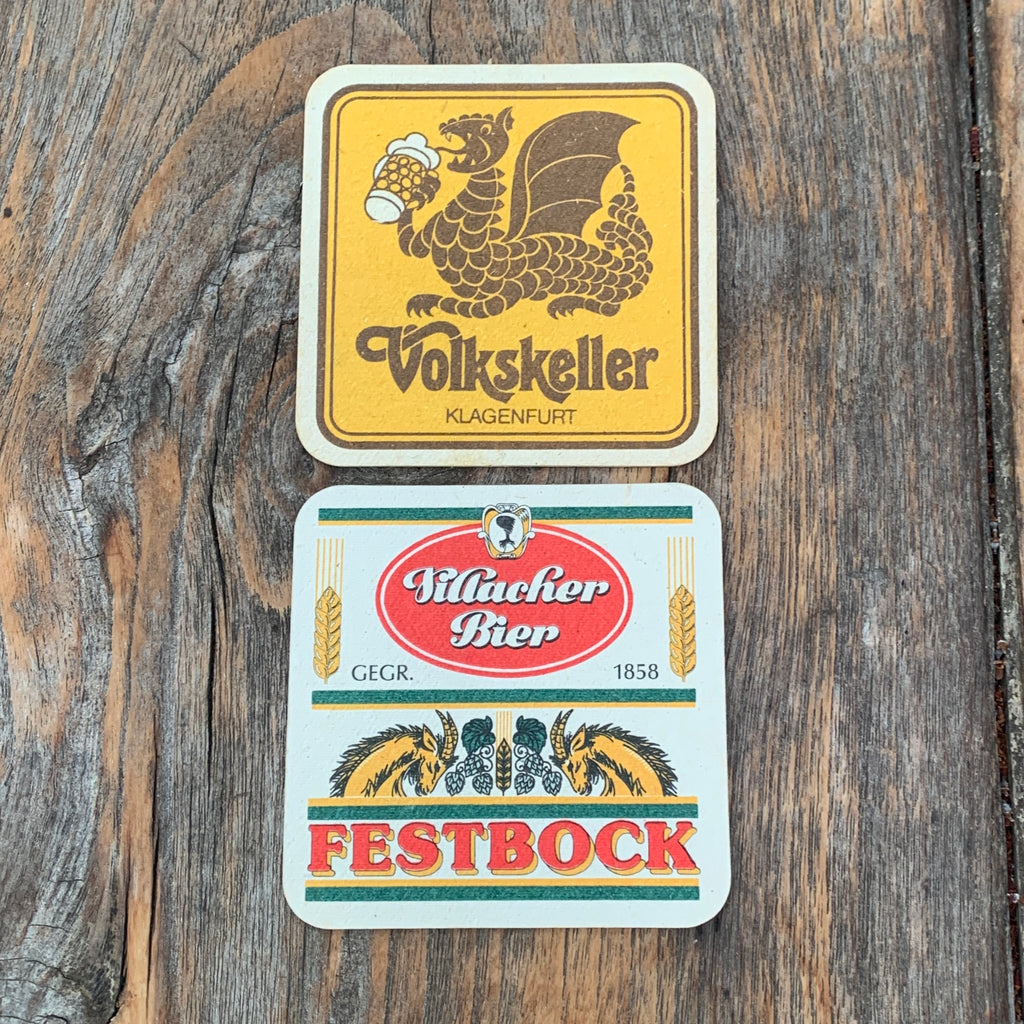 Volkskeller
KLAGENFURT
Villacher
Bier
GEGR. 1858
FESTBOCK